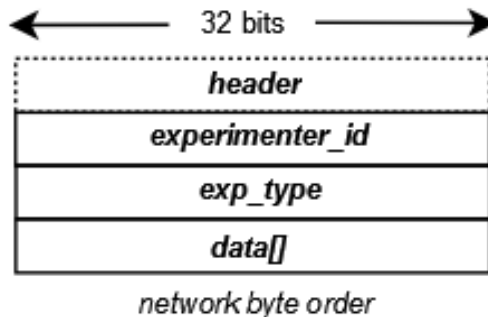 32 bits
header
experimenter_id
exp_type
data[]
network byte order